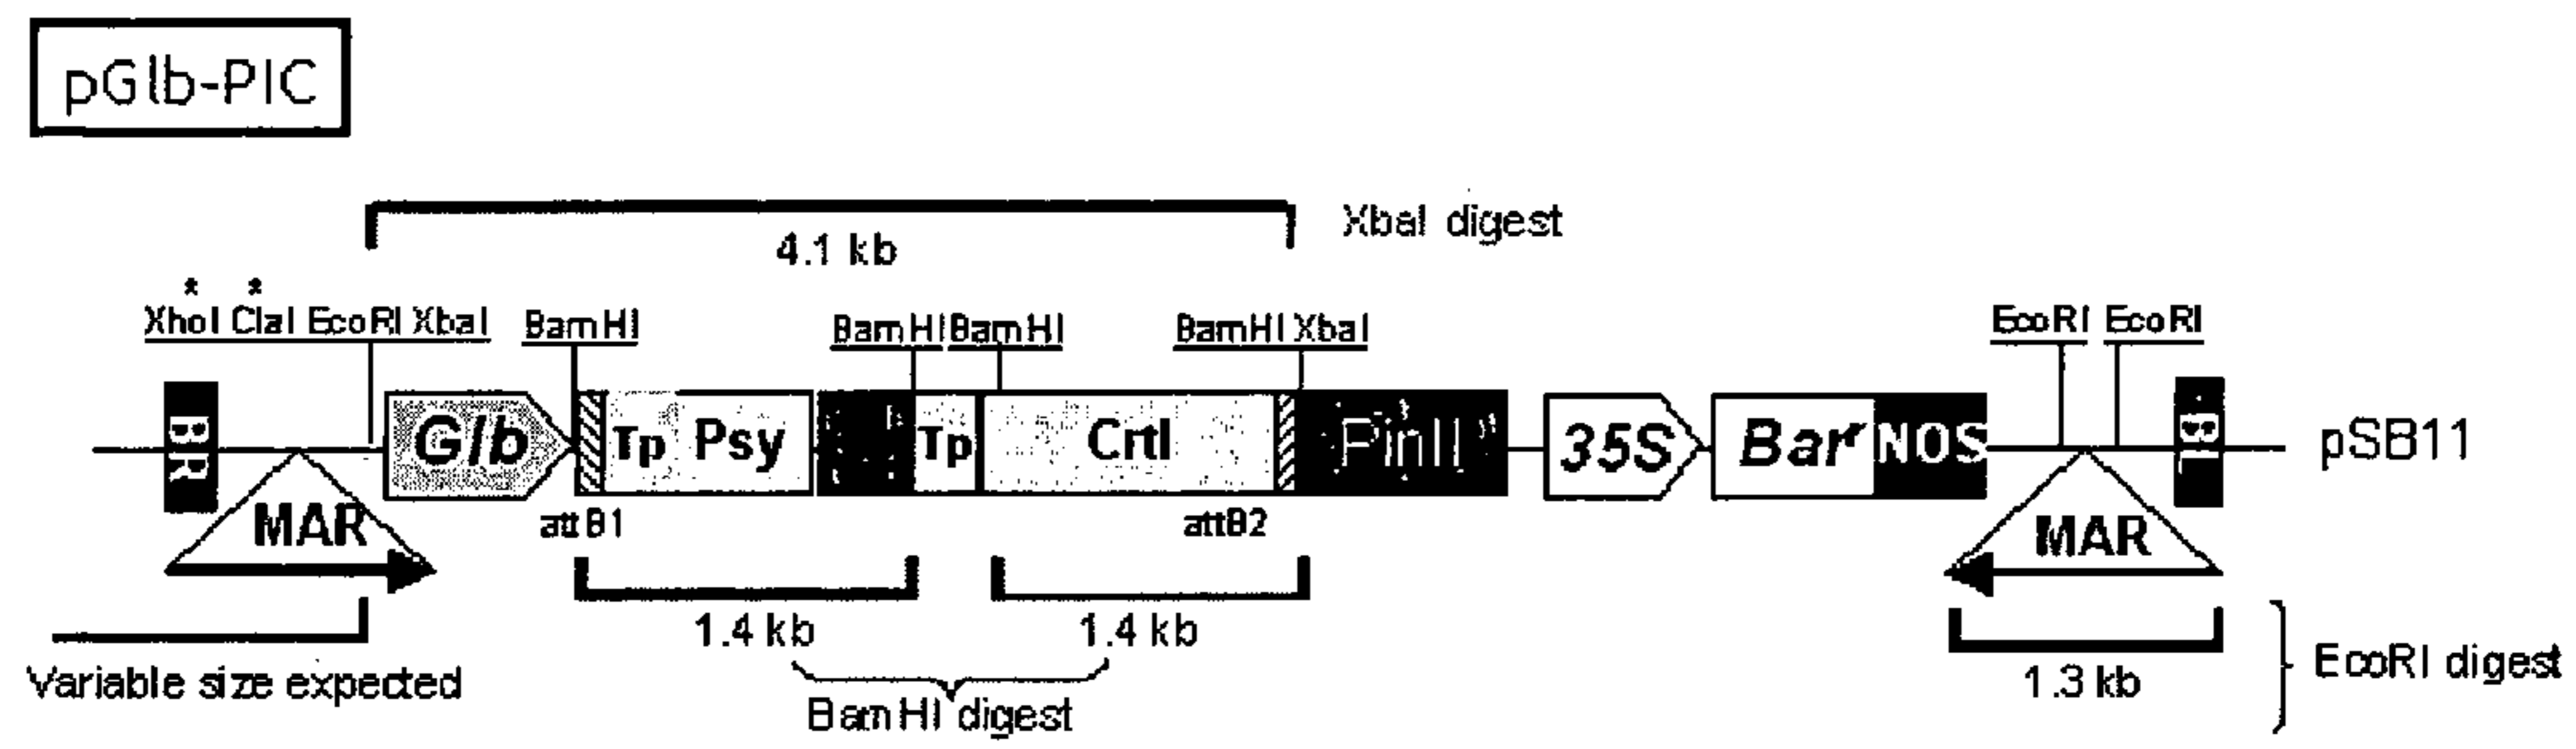 pGlb-PIC
XbaI digest
4.1 kb
* *
XhoI ClaI EcoRI XbaI BamHI BamHI BamHI BamHI XbaI EcoRI EcoRI
BR Glb Tp Psy Tp CrtI PinII 35S Bar NOS pSB11
attB1 attB2
MAR MAR
1.4 kb 1.4 kb
Variable size expected
BamHI digest
1.3 kb
EcoRI digest